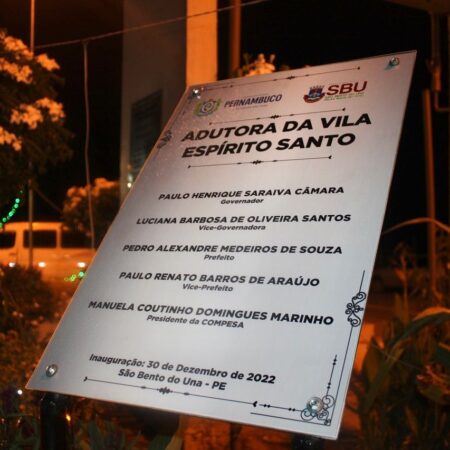 PERNAMBUCO
SBU
ADUTORA DA VILA
ESPÍRITO SANTO
PAULO HENRIQUE SARAIVA CÂMARA
Governador
LUCIANA BARBOSA DE OLIVEIRA SANTOS
Vice-Governadora
PEDRO ALEXANDRE MEDEIROS DE SOUZA
Prefeito
PAULO RENATO BARROS DE ARAÚJO
Vice-Prefeito
MANUELA COUTINHO DOMINGUES MARINHO
Presidente da COMPESA
Inauguração: 30 de Dezembro de 2022
São Bento do Una - PE